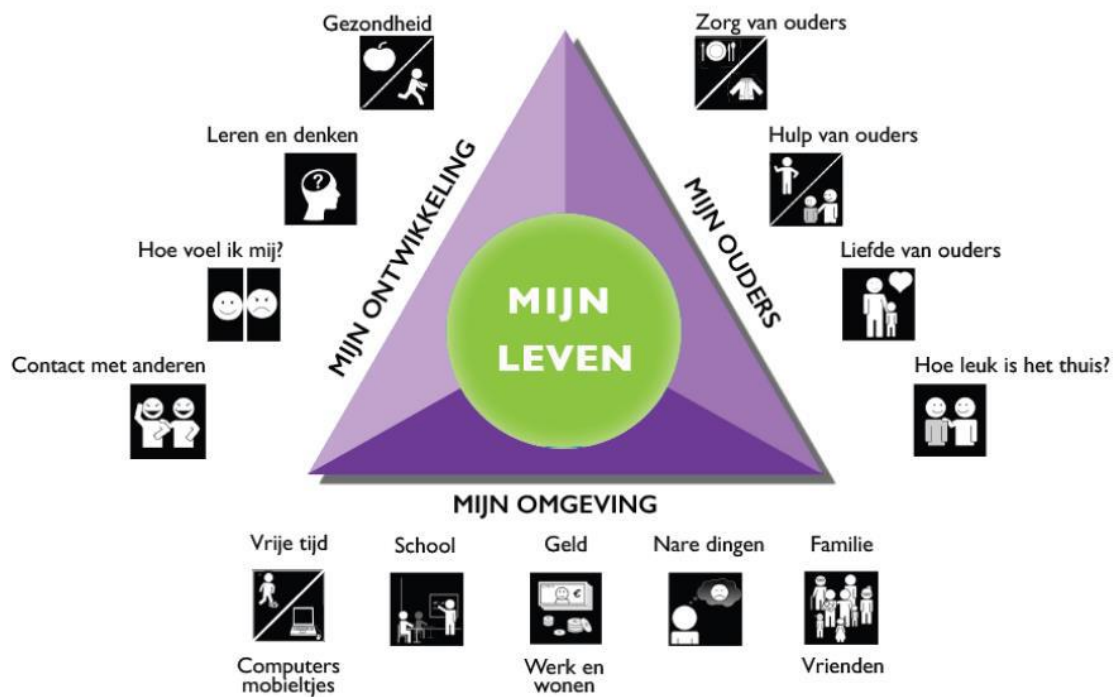 Gezondheid
Leren en denken
Hoe voel ik mij?
Contact met anderen
MIJN ONTWIKKELING
MIJN
LEVEN
MIJN OUDERS
Zorg van ouders
Hulp van ouders
Liefde van ouders
Hoe leuk is het thuis?
MIJN OMGEVING
Vrije tijd
School
Geld
Nare dingen
Familie
Computers
mobieltjes
Werk en
wonen
Vrienden